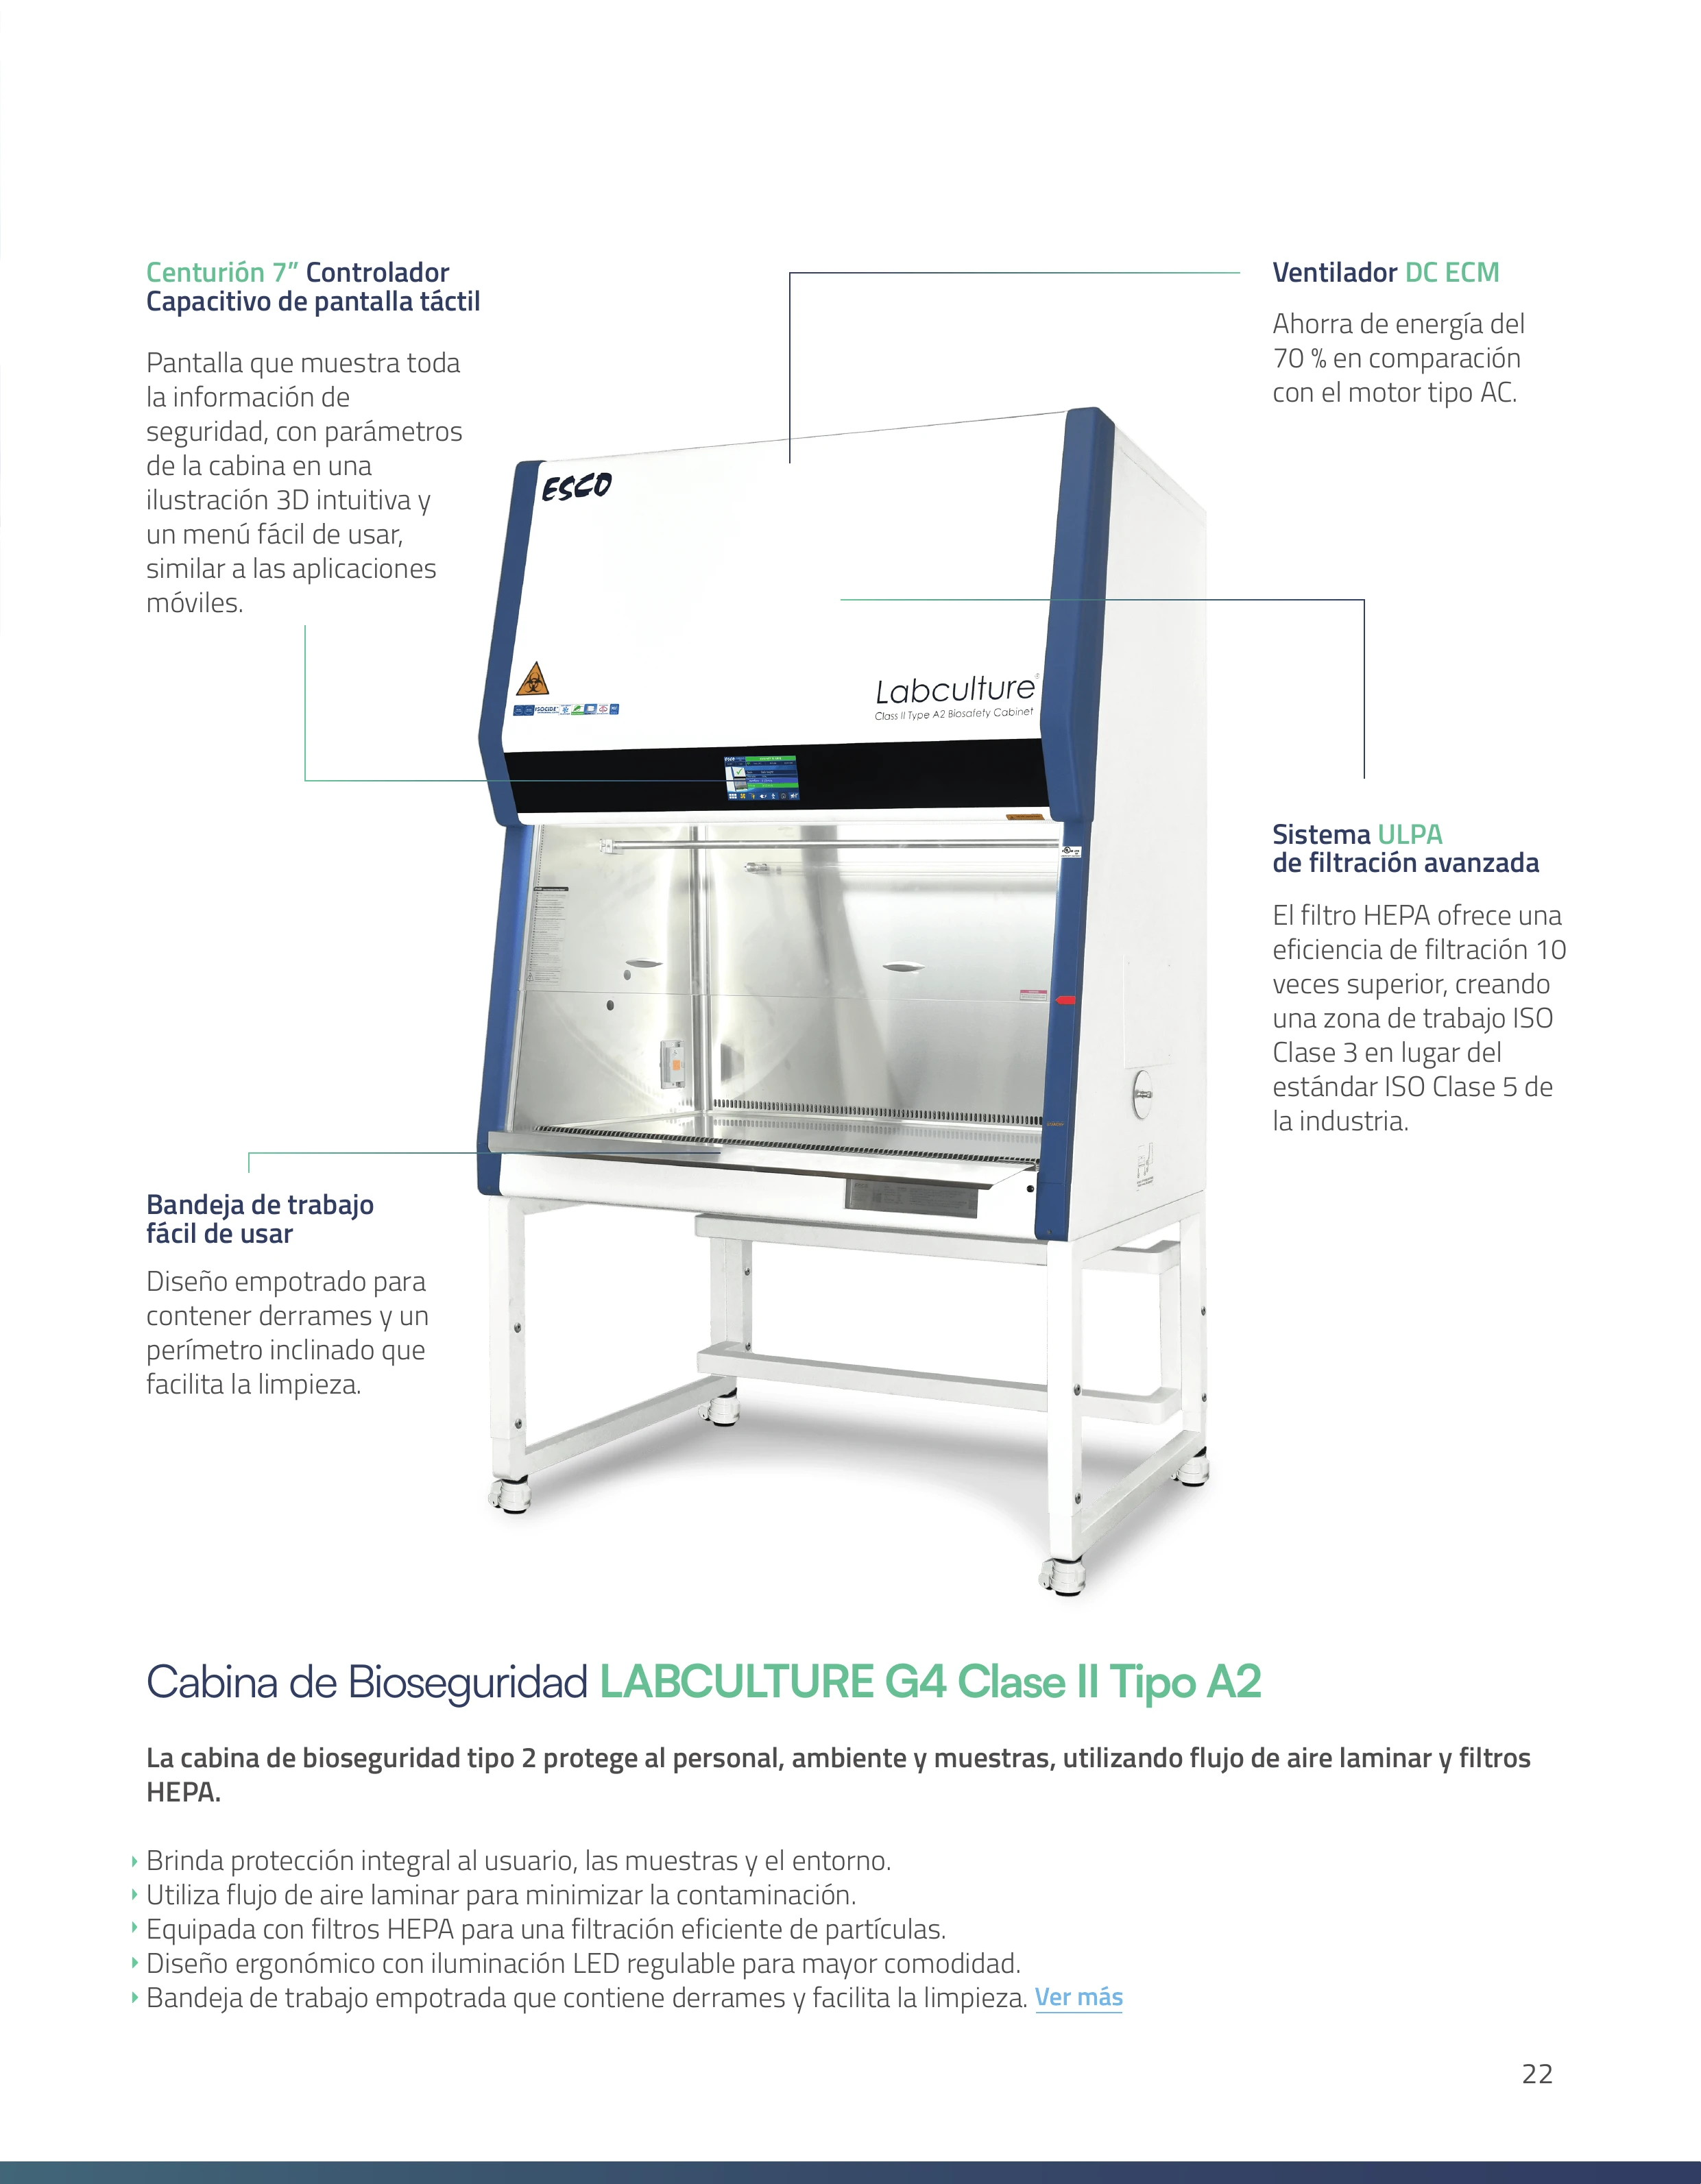 Centurión 7” Controlador
Capacitivo de pantalla táctil
Pantalla que muestra toda
la información de
seguridad, con parámetros
de la cabina en una
ilustración 3D intuitiva y
un menú fácil de usar,
similar a las aplicaciones
móviles.
Ventilador DC ECM
Ahorra de energía del
70 % en comparación
con el motor tipo AC.
ESCO
Labculture
Class II Type A2 Biosafety Cabinet
ISOCIDE
Sistema ULPA
de filtración avanzada
El filtro HEPA ofrece una
eficiencia de filtración 10
veces superior, creando
una zona de trabajo ISO
Clase 3 en lugar del
estándar ISO Clase 5 de
la industria.
Bandeja de trabajo
fácil de usar
Diseño empotrado para
contener derrames y un
perímetro inclinado que
facilita la limpieza.
Cabina de Bioseguridad LABCULTURE G4 Clase II Tipo A2
La cabina de bioseguridad tipo 2 protege al personal, ambiente y muestras, utilizando flujo de aire laminar y filtros
HEPA.
Brinda protección integral al usuario, las muestras y el entorno.
Utiliza flujo de aire laminar para minimizar la contaminación.
Equipada con filtros HEPA para una filtración eficiente de partículas.
Diseño ergonómico con iluminación LED regulable para mayor comodidad.
Bandeja de trabajo empotrada que contiene derrames y facilita la limpieza. Ver más
22